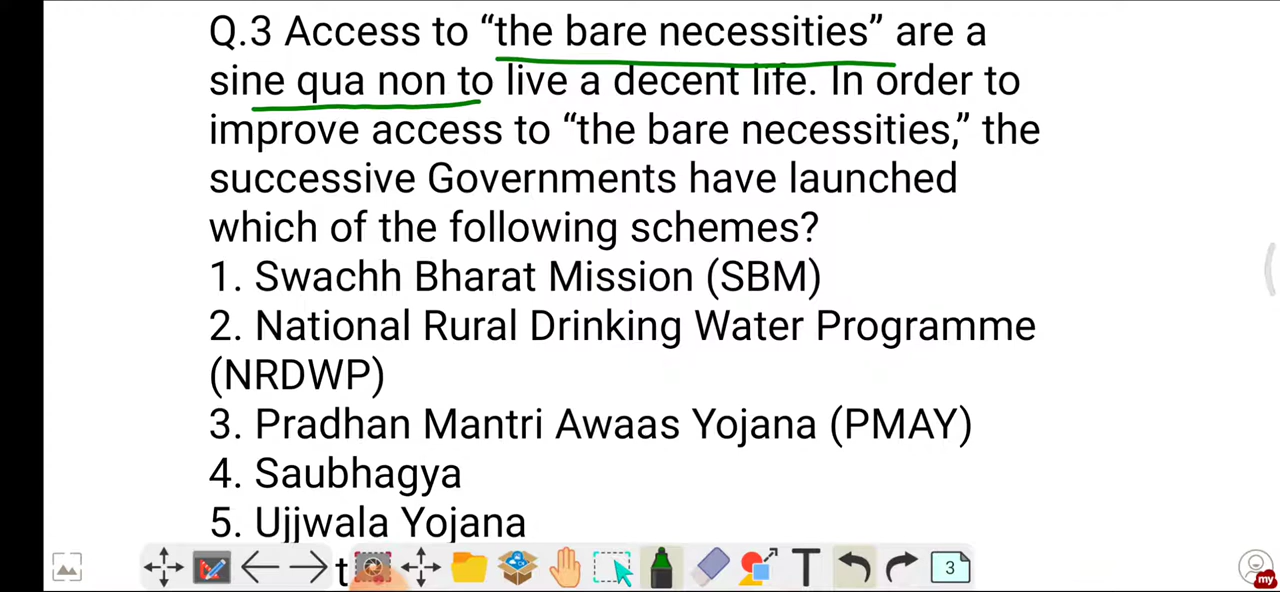 Q.3 Access to “the bare necessities” are a
sine qua non to live a decent life. In order to
improve access to “the bare necessities,” the
successive Governments have launched
which of the following schemes?
1. Swachh Bharat Mission (SBM)
2. National Rural Drinking Water Programme
(NRDWP)
3. Pradhan Mantri Awaas Yojana (PMAY)
4. Saubhagya
5. Ujjwala Yojana
T
3
my